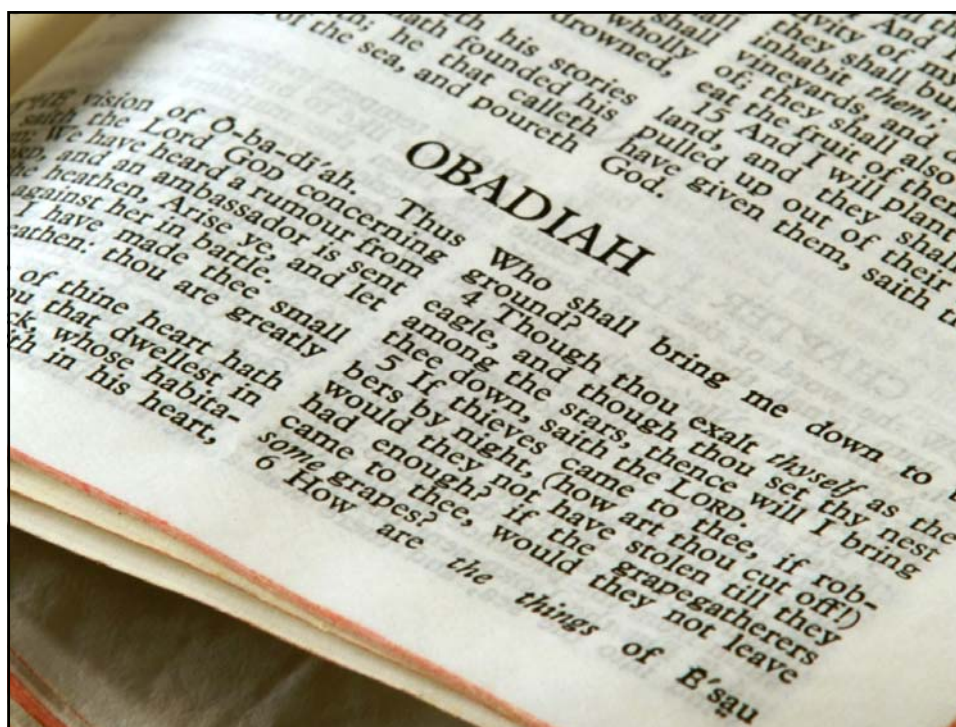 shall
wholly
drowned,
his stories
hath founded his
he that calleth
of the sea, and poureth
And I
of my
they shall
inhabit them;
vineyards, and
of; they shall also
eat the fruit of
15 And I will plant
land, and they shall
pulled up out of their
have given them, saith
God.
OBADIAH
THE vision of Ō-ba-dī′ah. Thus
saith the Lord GOD concerning
We have heard a rumour from
and an ambassador is sent
heathen, Arise ye, and let
against her in battle.
I have made thee small
thou are greatly
of thine heart hath
that dwellest in
whose habita-
in his heart,
Who shall bring me down to
ground?
4 Though thou exalt thyself as the
eagle, and though thou set thy nest
among the stars, thence will I bring
thee down, saith the LORD.
5 If thieves came to thee, if rob-
bers by night, (how art thou cut off!)
would they not have stolen till they
had enough? if the grapegatherers
came to thee, would they not leave
some grapes?
6 How are the things of Ē′sau